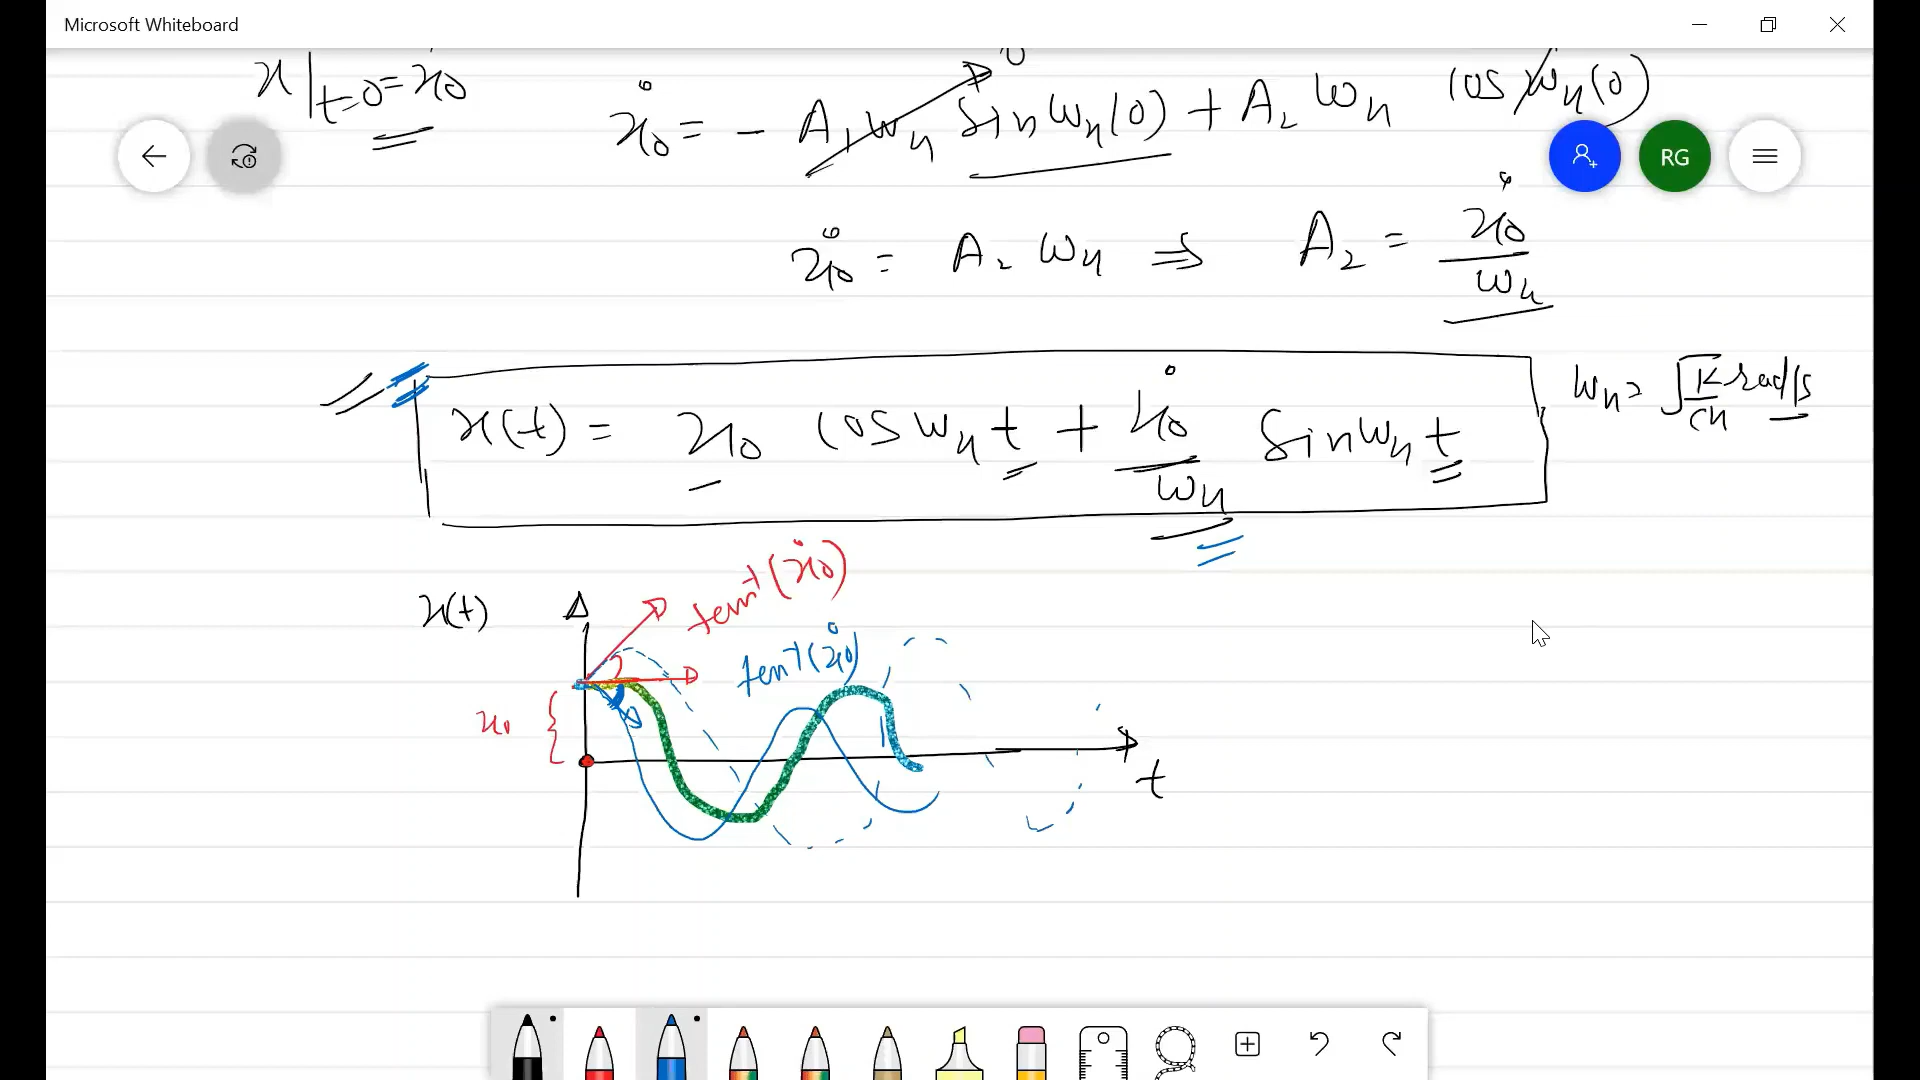 Microsoft Whiteboard
x|t=0 = x0
ẋ0 = - A1 ωn sin ωn(0) + A2 ωn cos ωn(0)
0
RG
ẋ0 = A2 ωn ⇒ A2 = ẋ0/ωn
x(t) = x0 cos ωn t + ẋ0/ωn sin ωn t
ωn = √K/m rad/s
x(t)
tan⁻¹(ẋ0)
tan⁻¹(ẋ0)
x0
t